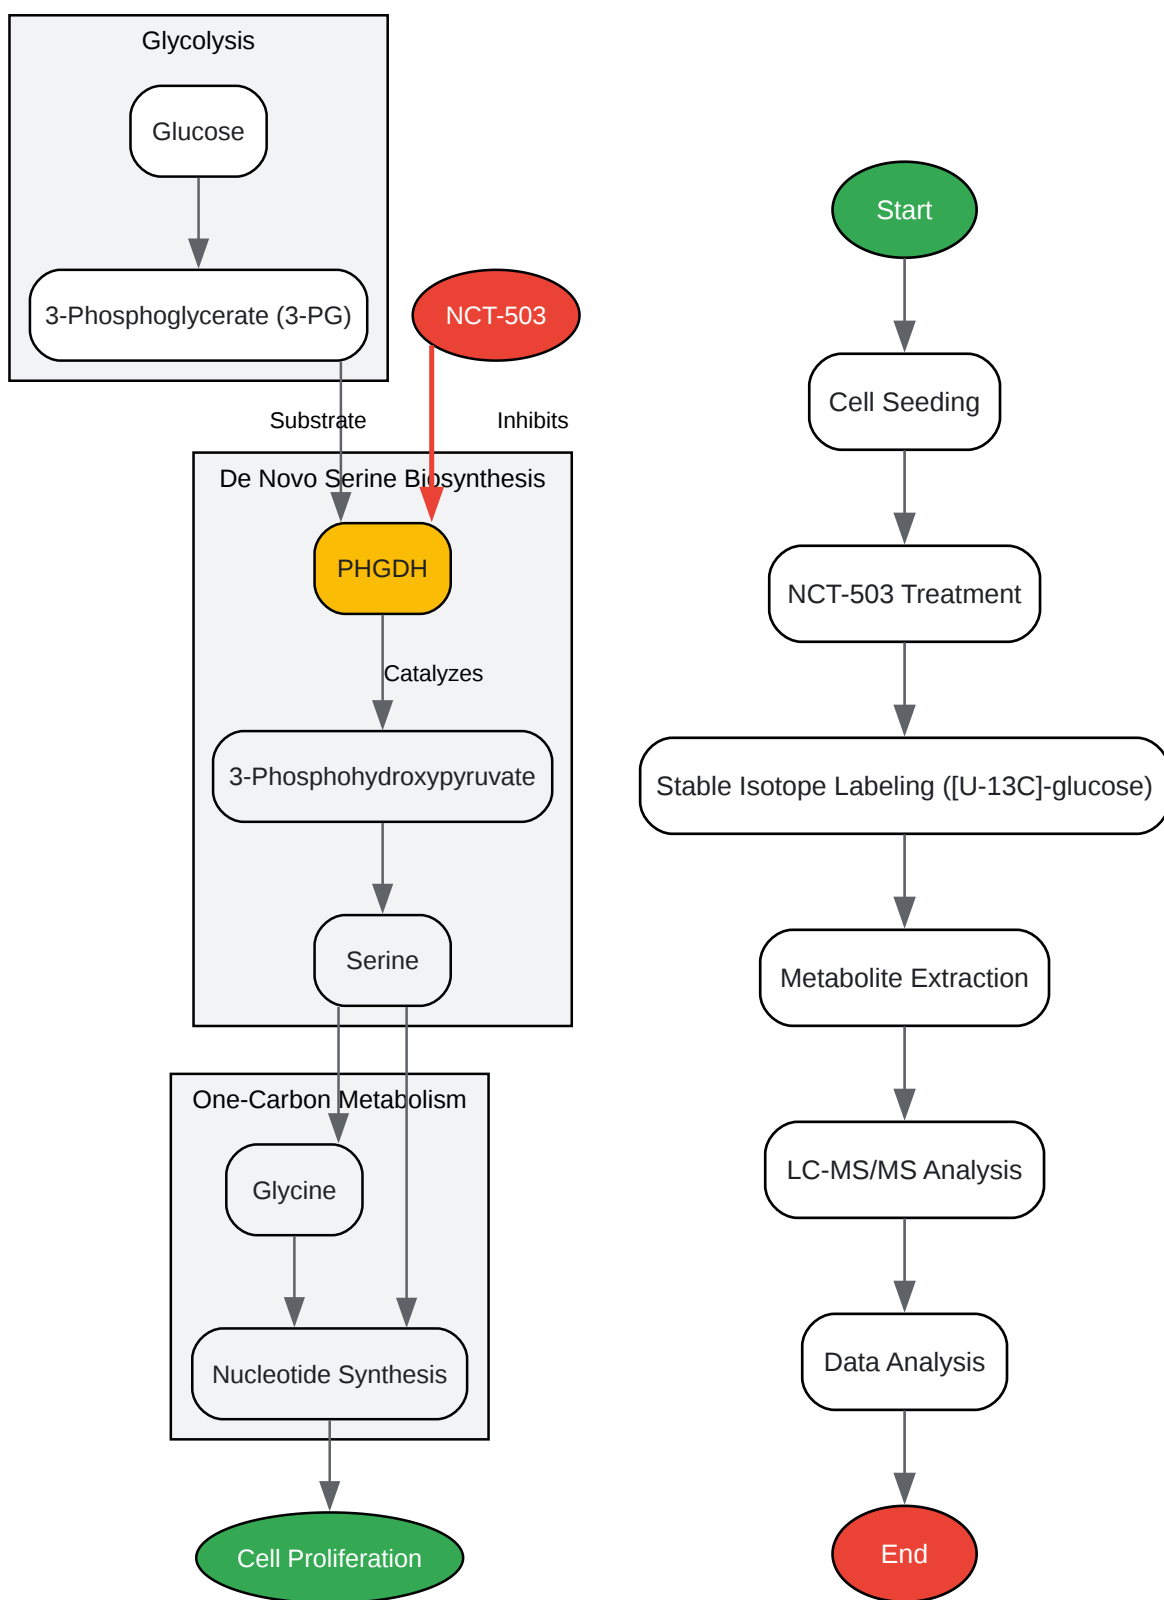 Glycolysis
Glucose
3-Phosphoglycerate (3-PG)
NCT-503
Substrate
Inhibits
De Novo Serine Biosynthesis
PHGDH
Catalyzes
3-Phosphohydroxypyruvate
Serine
One-Carbon Metabolism
Glycine
Nucleotide Synthesis
Cell Proliferation
Start
Cell Seeding
NCT-503 Treatment
Stable Isotope Labeling ([U-13C]-glucose)
Metabolite Extraction
LC-MS/MS Analysis
Data Analysis
End